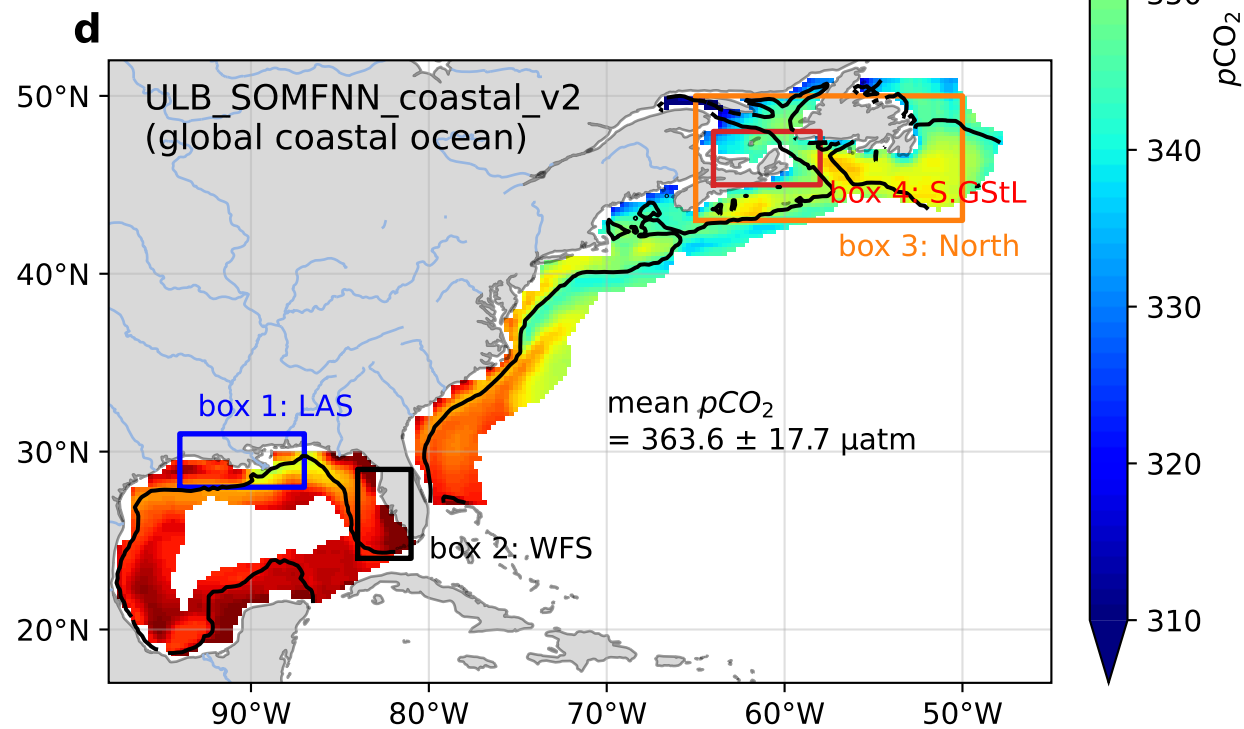 d
ULB_SOMFNN_coastal_v2
(global coastal ocean)
box 4: S.GStL
box 3: North
box 1: LAS
box 2: WFS
mean pCO₂
= 363.6 ± 17.7 µatm
50°N
40°N
30°N
20°N
90°W
80°W
70°W
60°W
50°W
340
330
320
310
pCO₂